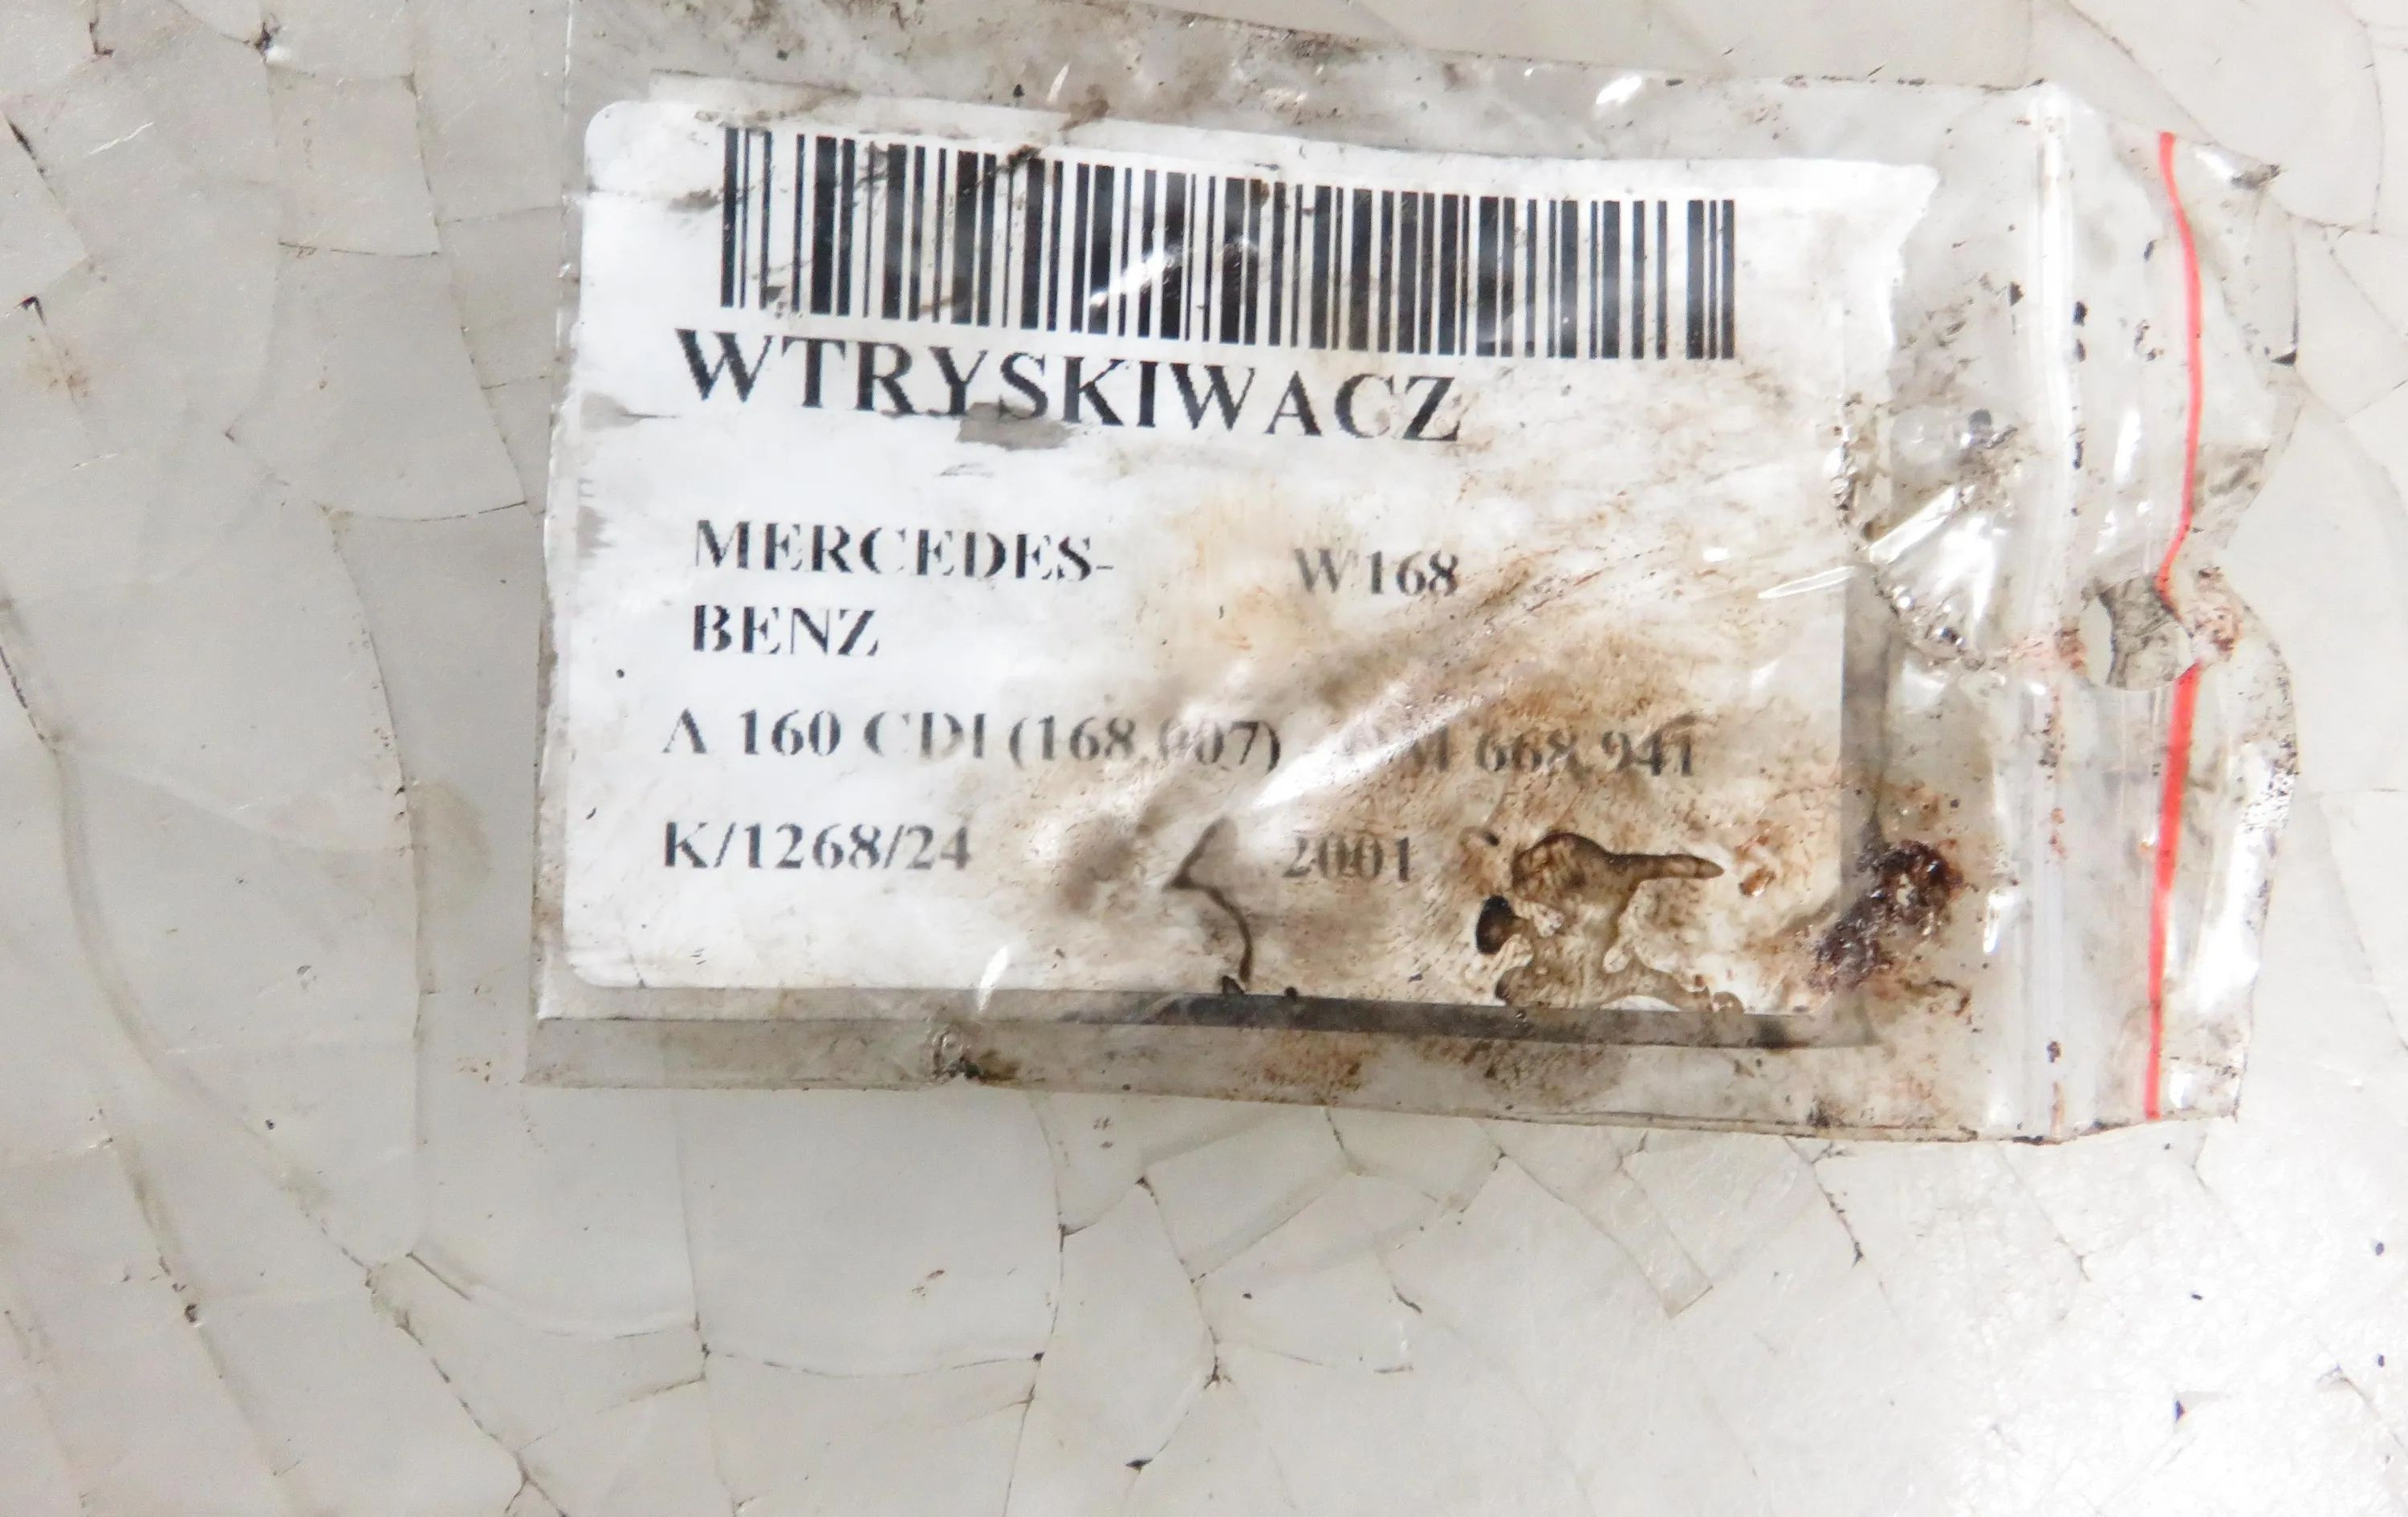 WTRYSKIWACZ
MERCEDES- W168
BENZ
A 160 CDI (168.007) OM 668.941
K/1268/24 2001